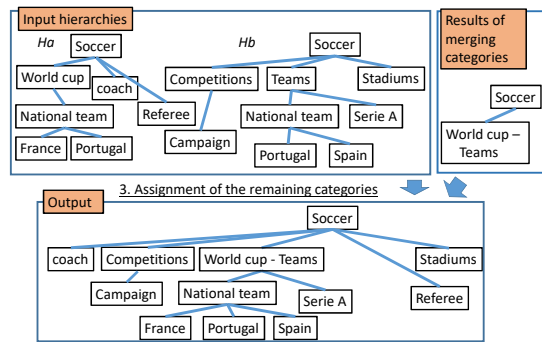 Input hierarchies
Results of
merging
categories
Ha
Soccer
Hb
Soccer
World cup
coach
Competitions
Teams
Stadiums
Soccer
National team
Referee
National team
Serie A
World cup –
Teams
France
Portugal
Campaign
Portugal
Spain
3. Assignment of the remaining categories
Output
Soccer
coach
Competitions
World cup - Teams
Stadiums
Campaign
National team
Serie A
Referee
France
Portugal
Spain